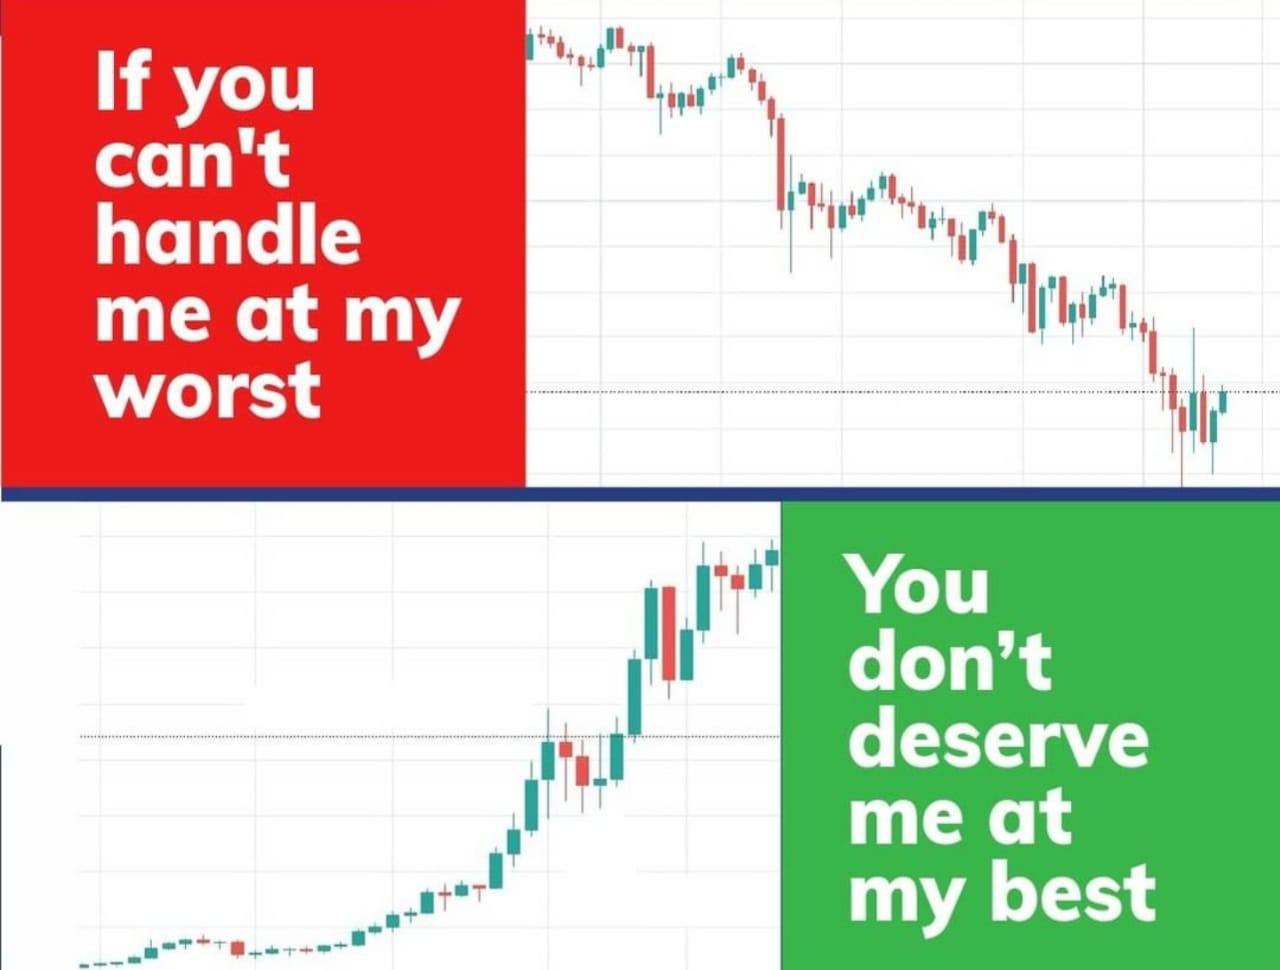 If you
can't
handle
me at my
worst
You
don’t
deserve
me at
my best